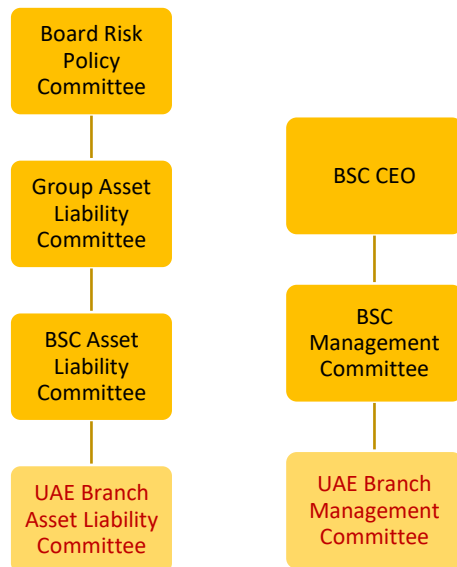 Board Risk
Policy
Committee
Group Asset
Liability
Committee
BSC Asset
Liability
Committee
UAE Branch
Asset Liability
Committee
BSC CEO
BSC
Management
Committee
UAE Branch
Management
Committee